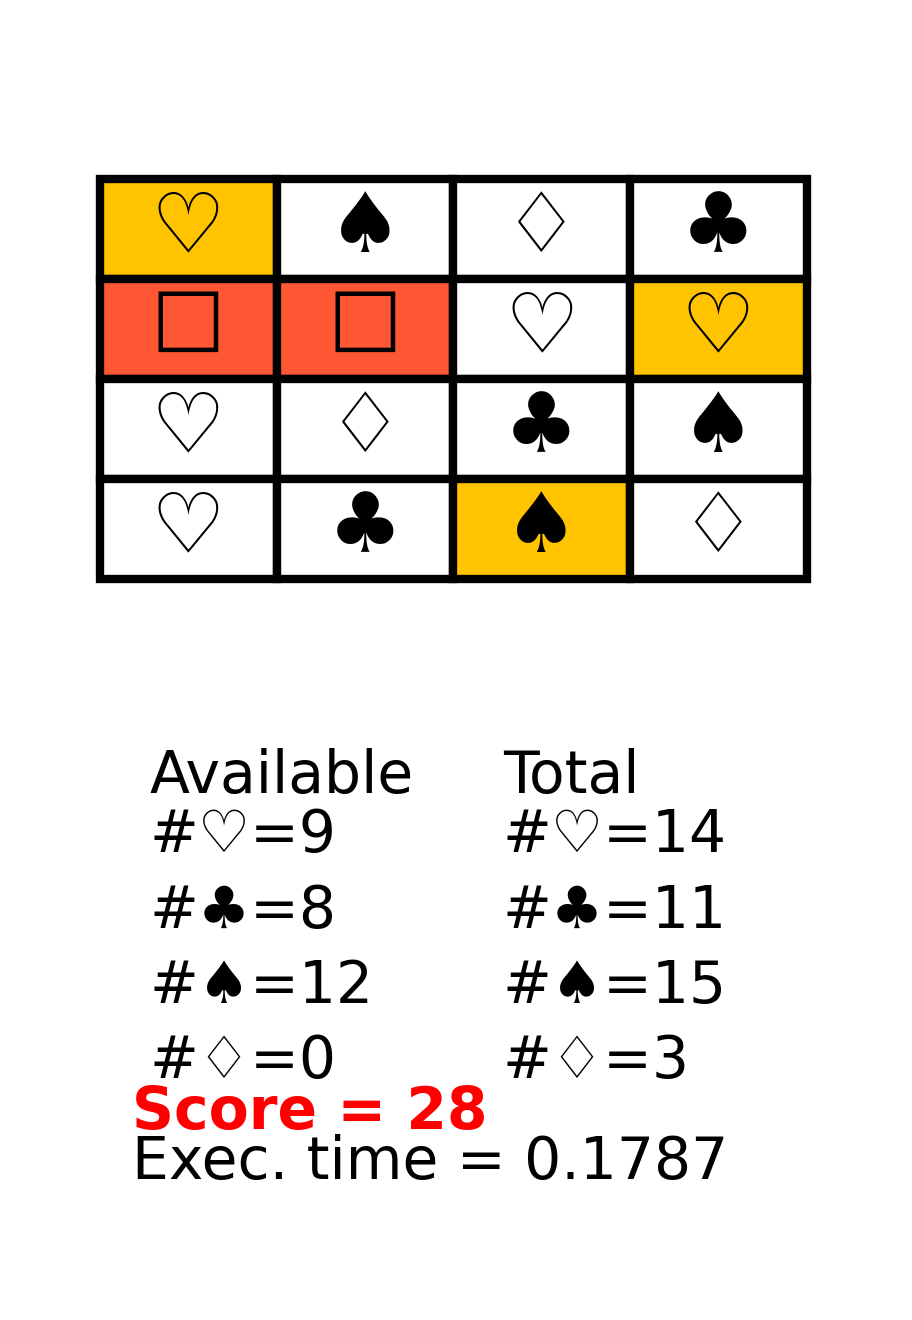 ♡ ♠ ♢ ♣
□ □ ♡ ♡
♡ ♢ ♣ ♠
♡ ♣ ♠ ♢
Available Total
#♡=9 #♡=14
#♣=8 #♣=11
#♠=12 #♠=15
#♢=0 #♢=3
Score = 28
Exec. time = 0.1787